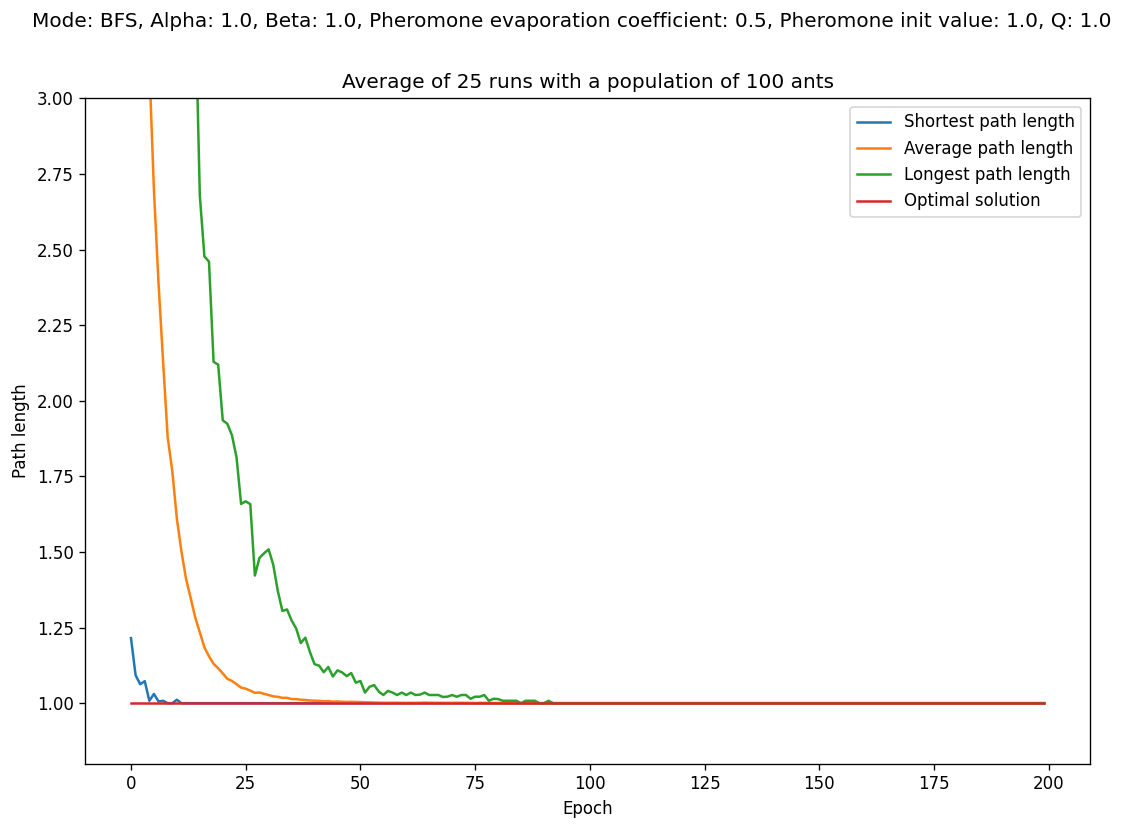 Mode: BFS, Alpha: 1.0, Beta: 1.0, Pheromone evaporation coefficient: 0.5, Pheromone init value: 1.0, Q: 1.0
Average of 25 runs with a population of 100 ants
3.00
2.75
2.50
2.25
2.00
1.75
1.50
1.25
1.00
Path length
Shortest path length
Average path length
Longest path length
Optimal solution
0 25 50 75 100 125 150 175 200
Epoch